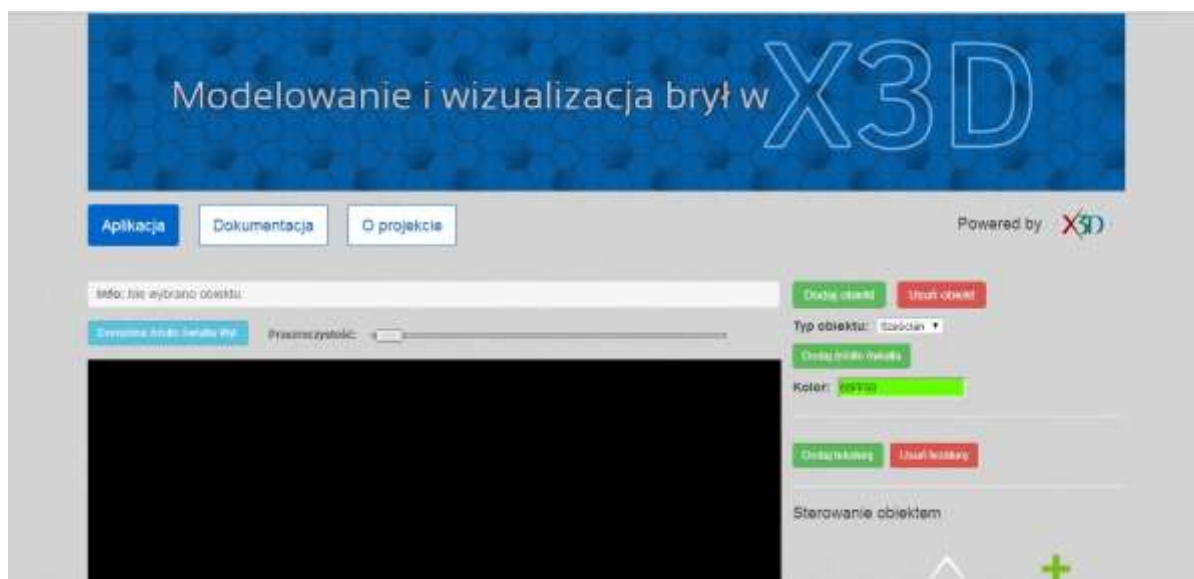 Modelowanie i wizualizacja brył w X3D
Aplikacja
Dokumentacja
O projekcie
Powered by X3D
Info: Nie wybrano obiektu.
Dodaj obiekt
Usuń obiekt
Przezroczystość:
Typ obiektu: Sześcian
Dodaj źródło światła
Kolor:
Dodaj teksturę
Usuń teksturę
Sterowanie obiektem